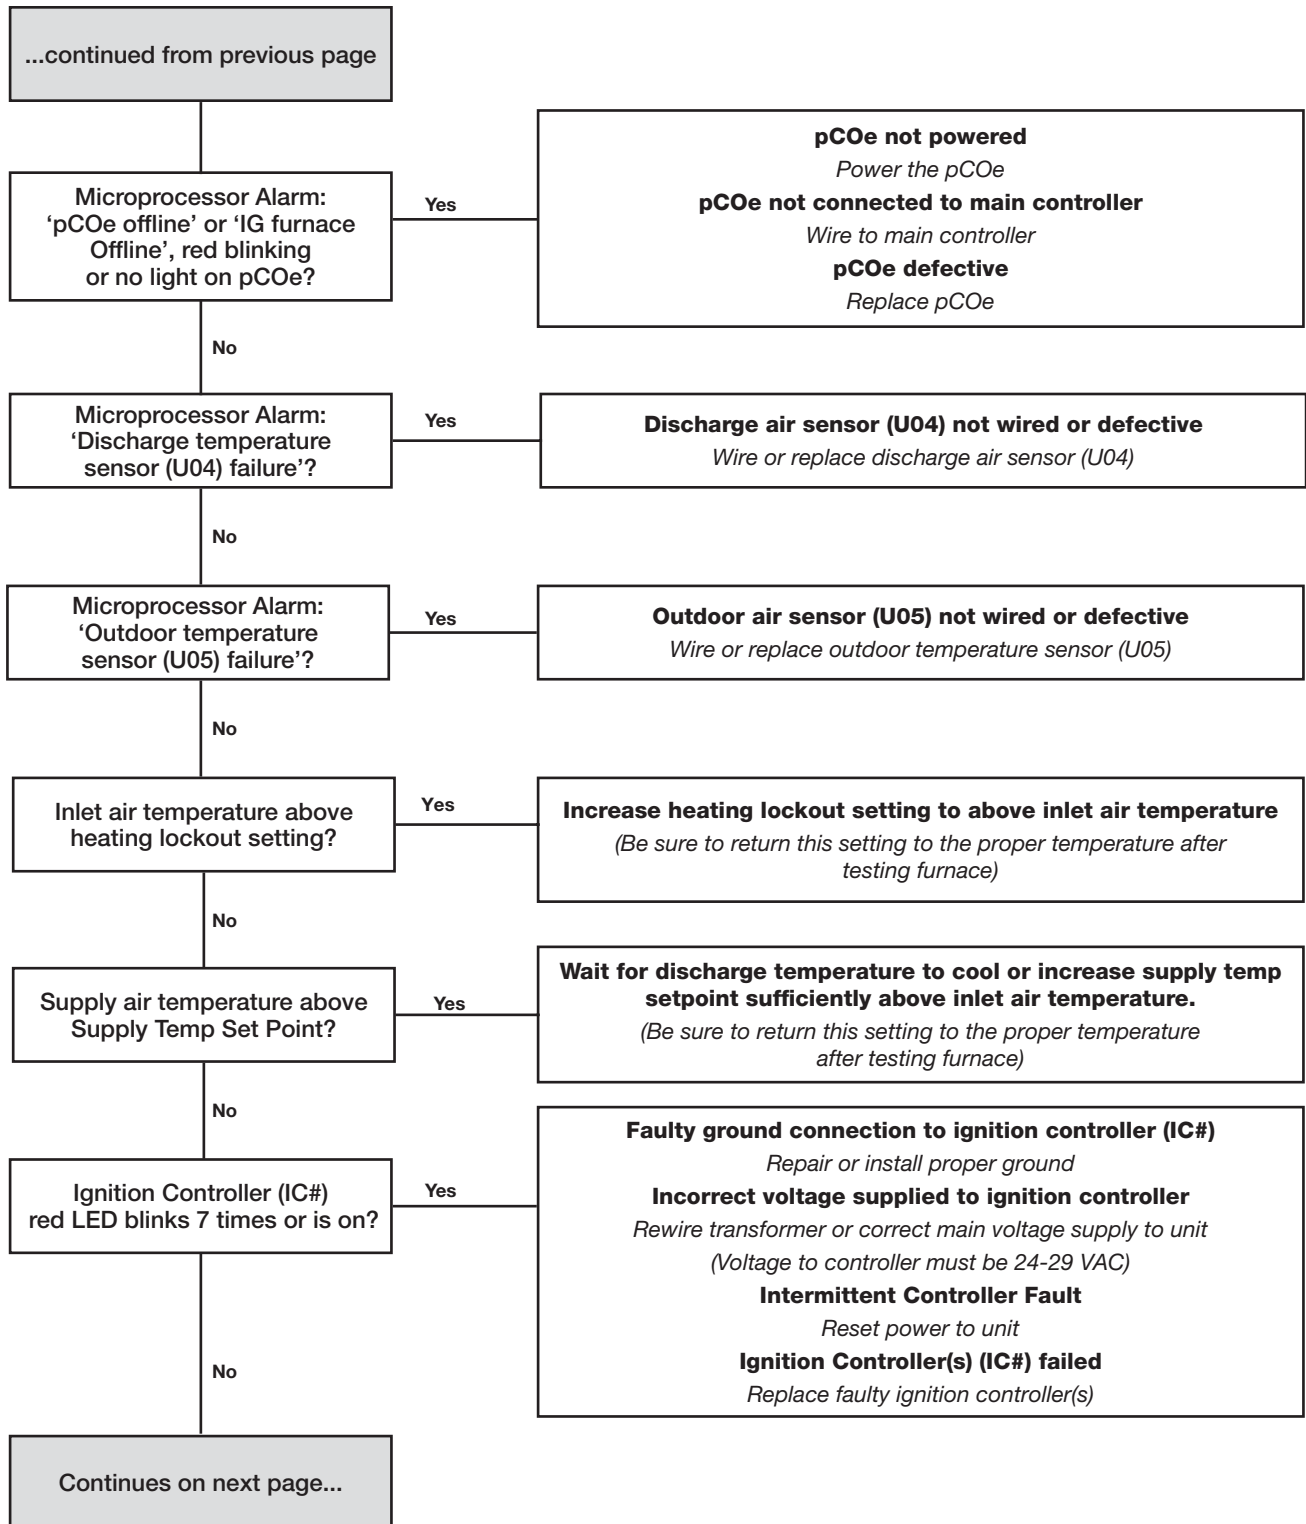 ...continued from previous page
Microprocessor Alarm:
‘pCOe offline’ or ‘IG furnace
Offline’, red blinking
or no light on pCOe?
Yes
pCOe not powered
Power the pCOe
pCOe not connected to main controller
Wire to main controller
pCOe defective
Replace pCOe
No
Microprocessor Alarm:
‘Discharge temperature
sensor (U04) failure’?
Yes
Discharge air sensor (U04) not wired or defective
Wire or replace discharge air sensor (U04)
No
Microprocessor Alarm:
‘Outdoor temperature
sensor (U05) failure’?
Yes
Outdoor air sensor (U05) not wired or defective
Wire or replace outdoor temperature sensor (U05)
No
Inlet air temperature above
heating lockout setting?
Yes
Increase heating lockout setting to above inlet air temperature
(Be sure to return this setting to the proper temperature after
testing furnace)
No
Supply air temperature above
Supply Temp Set Point?
Yes
Wait for discharge temperature to cool or increase supply temp
setpoint sufficiently above inlet air temperature.
(Be sure to return this setting to the proper temperature
after testing furnace)
No
Ignition Controller (IC#)
red LED blinks 7 times or is on?
Yes
Faulty ground connection to ignition controller (IC#)
Repair or install proper ground
Incorrect voltage supplied to ignition controller
Rewire transformer or correct main voltage supply to unit
(Voltage to controller must be 24-29 VAC)
Intermittent Controller Fault
Reset power to unit
Ignition Controller(s) (IC#) failed
Replace faulty ignition controller(s)
No
Continues on next page...